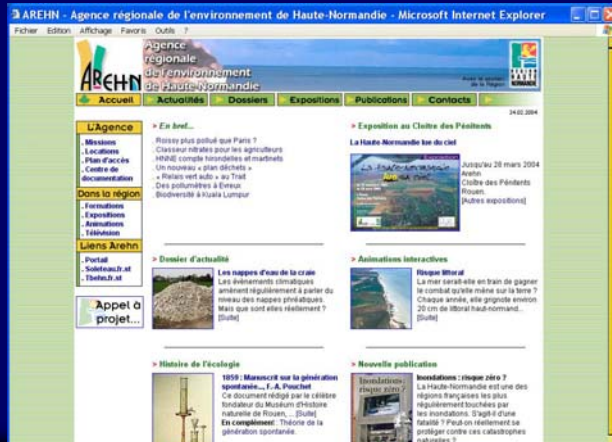 AREHN - Agence régionale de l'environnement de Haute-Normandie - Microsoft Internet Explorer
Fichier Edition Affichage Favoris Outils ?
AREHN
Agence
régionale
de l'environnement
de Haute-Normandie
Avec le soutien
de la Région
HAUTE
Accueil Actualités Dossiers Expositions Publications Contacts
24.02.2004
L'Agence
. Missions
. Locations
. Plan d'accès
. Centre de
documentation
Dans la région
. Formations
. Expositions
. Animations
. Télévision
Liens Arehn
. Portail
. Soleteau.fr.st
. Tbehn.fr.st
Appel à
projet...
> En bref...
. Roissy plus pollué que Paris ?
. Classeur nitrates pour les agriculteurs
. HNNE compte hirondelles et martinets
. Un nouveau « plan déchets »
. « Relais vert auto » au Trait
. Des pollumètres à Evreux
. Biodiversité à Kuala Lumpur
> Exposition au Cloître des Pénitents
La Haute-Normandie lue du ciel
Exposition
Jusqu'au 28 mars 2004
Arehn
Cloître des Pénitents
Rouen.
[Autres expositions]
> Dossier d'actualité
Les nappes d'eau de la craie
Les évènements climatiques
amènent régulièrement à parler du
niveau des nappes phréatiques.
Mais que sont elles réellement ?
[Suite]
> Animations interactives
Risque littoral
La mer serait-elle en train de gagner
le combat qu'elle mène sur la terre ?
Chaque année, elle grignote environ
20 cm de littoral haut-normand...
[Suite]
> Histoire de l'écologie
1859 : Manuscrit sur la génération
spontanée..., F.-A. Pouchet
Ce document rédigé par le célèbre
fondateur du Muséum d'Histoire
naturelle de Rouen, ... [Suite]
En complément : Théorie de la
génération spontanée.
> Nouvelle publication
Inondations :
risque zéro ?
Inondations : risque zéro ?
La Haute-Normandie est une des
régions françaises les plus
régulièrement touchées par
les inondations. S'agit-il d'une
fatalité ? Peut-on réellement se
protéger contre ces catastrophes
naturelles ?